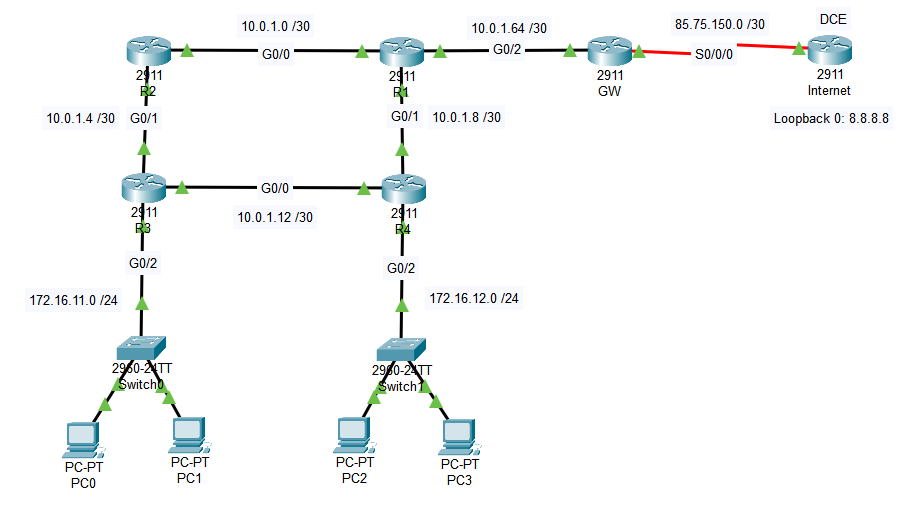 10.0.1.0 /30
10.0.1.64 /30
85.75.150.0 /30
DCE
G0/0
G0/2
S0/0/0
2911
R2
2911
R1
2911
GW
2911
Internet
10.0.1.4 /30
G0/1
G0/1
10.0.1.8 /30
Loopback 0: 8.8.8.8
G0/0
2911
R3
10.0.1.12 /30
2911
R4
G0/2
G0/2
172.16.11.0 /24
172.16.12.0 /24
2960-24TT
Switch0
2960-24TT
Switch1
PC-PT
PC0
PC-PT
PC1
PC-PT
PC2
PC-PT
PC3